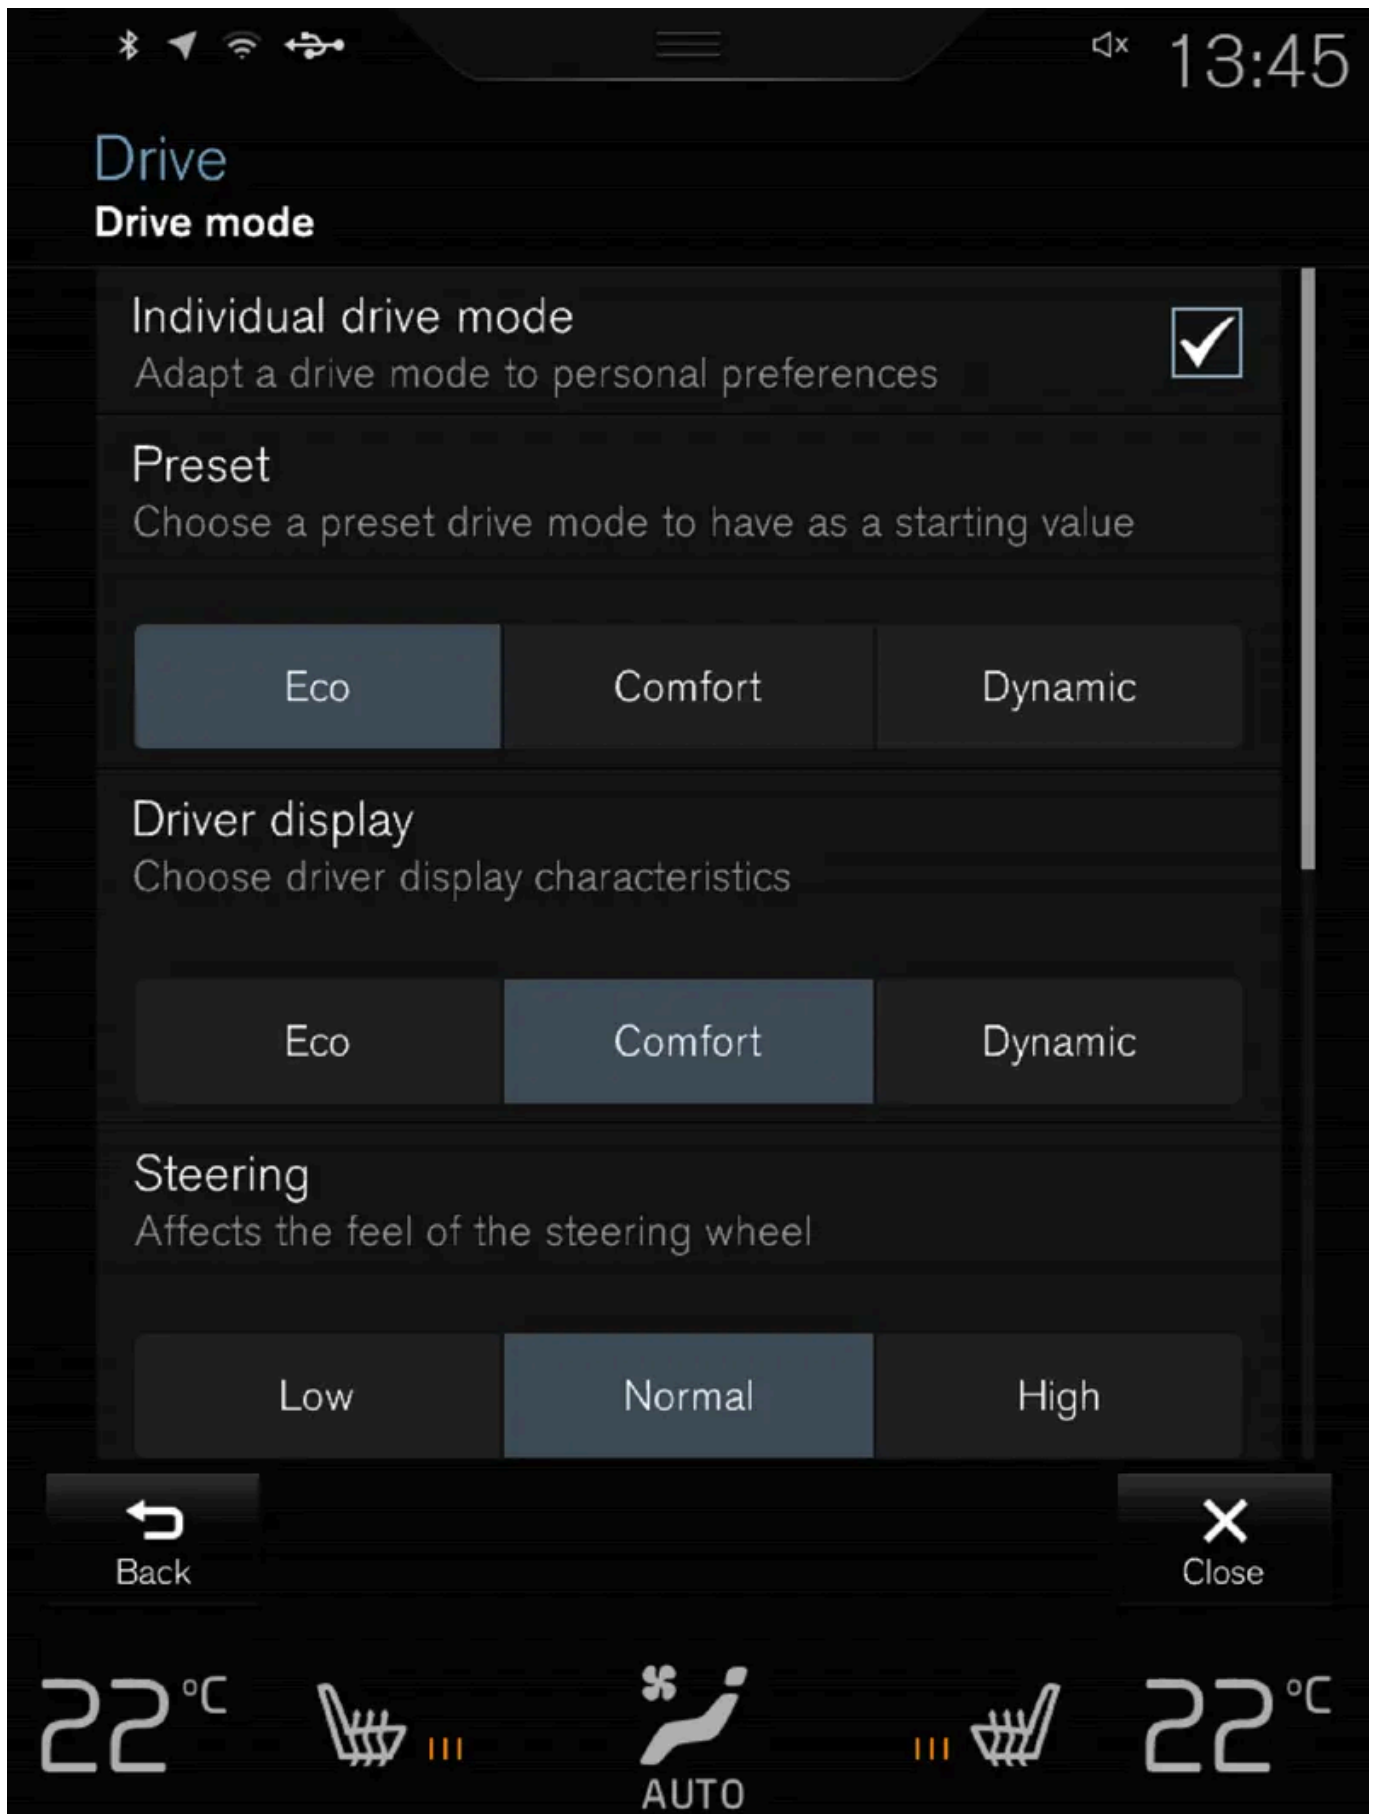 13:45
Drive
Drive mode
Individual drive mode
Adapt a drive mode to personal preferences
Preset
Choose a preset drive mode to have as a starting value
Eco Comfort Dynamic
Driver display
Choose driver display characteristics
Eco Comfort Dynamic
Steering
Affects the feel of the steering wheel
Low Normal High
Back Close
22°C 22°C
AUTO